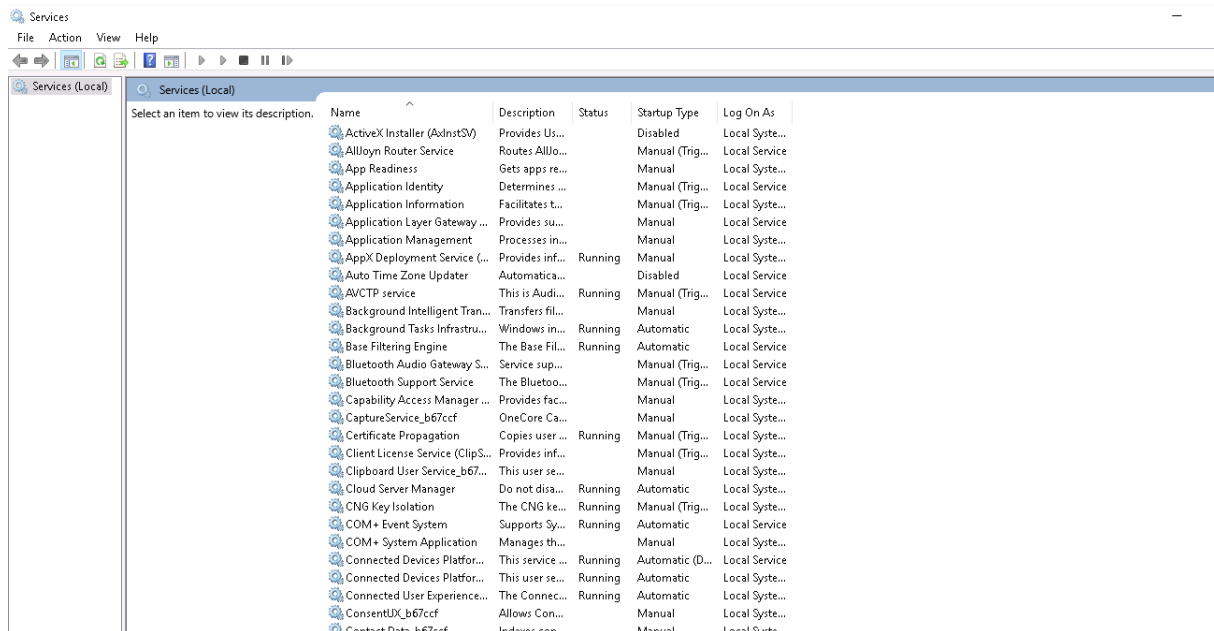 Services
File Action View Help
Services (Local)
Services (Local)
Select an item to view its description.
Name Description Status Startup Type Log On As
ActiveX Installer (AxInstSV) Provides Us... Disabled Local Syste...
AllJoyn Router Service Routes AllJo... Manual (Trig... Local Service
App Readiness Gets apps re... Manual Local Syste...
Application Identity Determines ... Manual (Trig... Local Service
Application Information Facilitates t... Manual (Trig... Local Syste...
Application Layer Gateway ... Provides su... Manual Local Service
Application Management Processes in... Manual Local Syste...
AppX Deployment Service (... Provides inf... Running Manual Local Syste...
Auto Time Zone Updater Automatica... Disabled Local Service
AVCTP service This is Audi... Running Manual (Trig... Local Service
Background Intelligent Tran... Transfers fil... Manual Local Syste...
Background Tasks Infrastru... Windows in... Running Automatic Local Syste...
Base Filtering Engine The Base Fil... Running Automatic Local Service
Bluetooth Audio Gateway S... Service sup... Manual (Trig... Local Service
Bluetooth Support Service The Bluetoo... Manual (Trig... Local Service
Capability Access Manager ... Provides fac... Manual Local Syste...
CaptureService_b67ccf OneCore Ca... Manual Local Syste...
Certificate Propagation Copies user ... Running Manual (Trig... Local Syste...
Client License Service (ClipS... Provides inf... Manual (Trig... Local Syste...
Clipboard User Service_b67... This user se... Manual Local Syste...
Cloud Server Manager Do not disa... Running Automatic Local Syste...
CNG Key Isolation The CNG ke... Running Manual (Trig... Local Syste...
COM+ Event System Supports Sy... Running Automatic Local Service
COM+ System Application Manages th... Manual Local Syste...
Connected Devices Platfor... This service ... Running Automatic (D... Local Service
Connected Devices Platfor... This user se... Running Automatic Local Syste...
Connected User Experience... The Connec... Running Automatic Local Syste...
ConsentUX_b67ccf Allows Con... Manual Local Syste...
Contact Data_b67ccf Indexes con... Manual Local Syste...